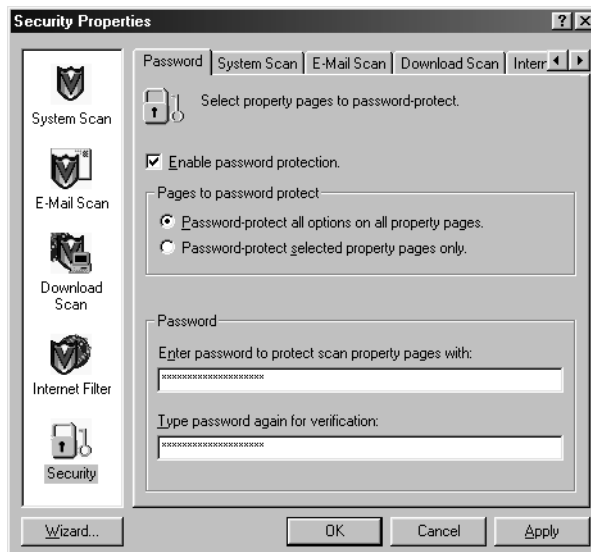 Security Properties
System Scan
E-Mail Scan
Download
Scan
Internet Filter
Security
Password
System Scan
E-Mail Scan
Download Scan
Interr
Select property pages to password-protect.
Enable password protection.
Pages to password protect
Password-protect all options on all property pages.
Password-protect selected property pages only.
Password
Enter password to protect scan property pages with:
********************
Type password again for verification:
********************
Wizard...
OK
Cancel
Apply